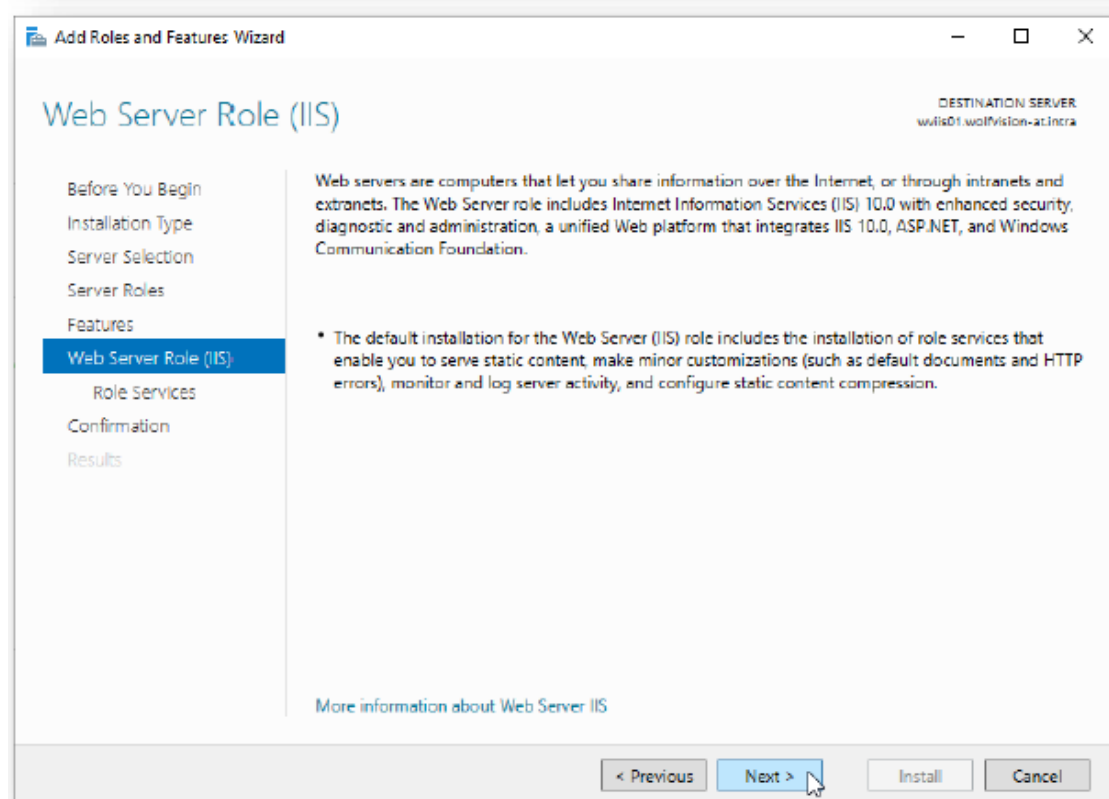 Add Roles and Features Wizard
Web Server Role (IIS)
DESTINATION SERVER
wviis01.wolfvision-at.intra
Before You Begin
Installation Type
Server Selection
Server Roles
Features
Web Server Role (IIS)
Role Services
Confirmation
Results
Web servers are computers that let you share information over the Internet, or through intranets and
extranets. The Web Server role includes Internet Information Services (IIS) 10.0 with enhanced security,
diagnostic and administration, a unified Web platform that integrates IIS 10.0, ASP.NET, and Windows
Communication Foundation.
• The default installation for the Web Server (IIS) role includes the installation of role services that
enable you to serve static content, make minor customizations (such as default documents and HTTP
errors), monitor and log server activity, and configure static content compression.
More information about Web Server IIS
< Previous
Next >
Install
Cancel